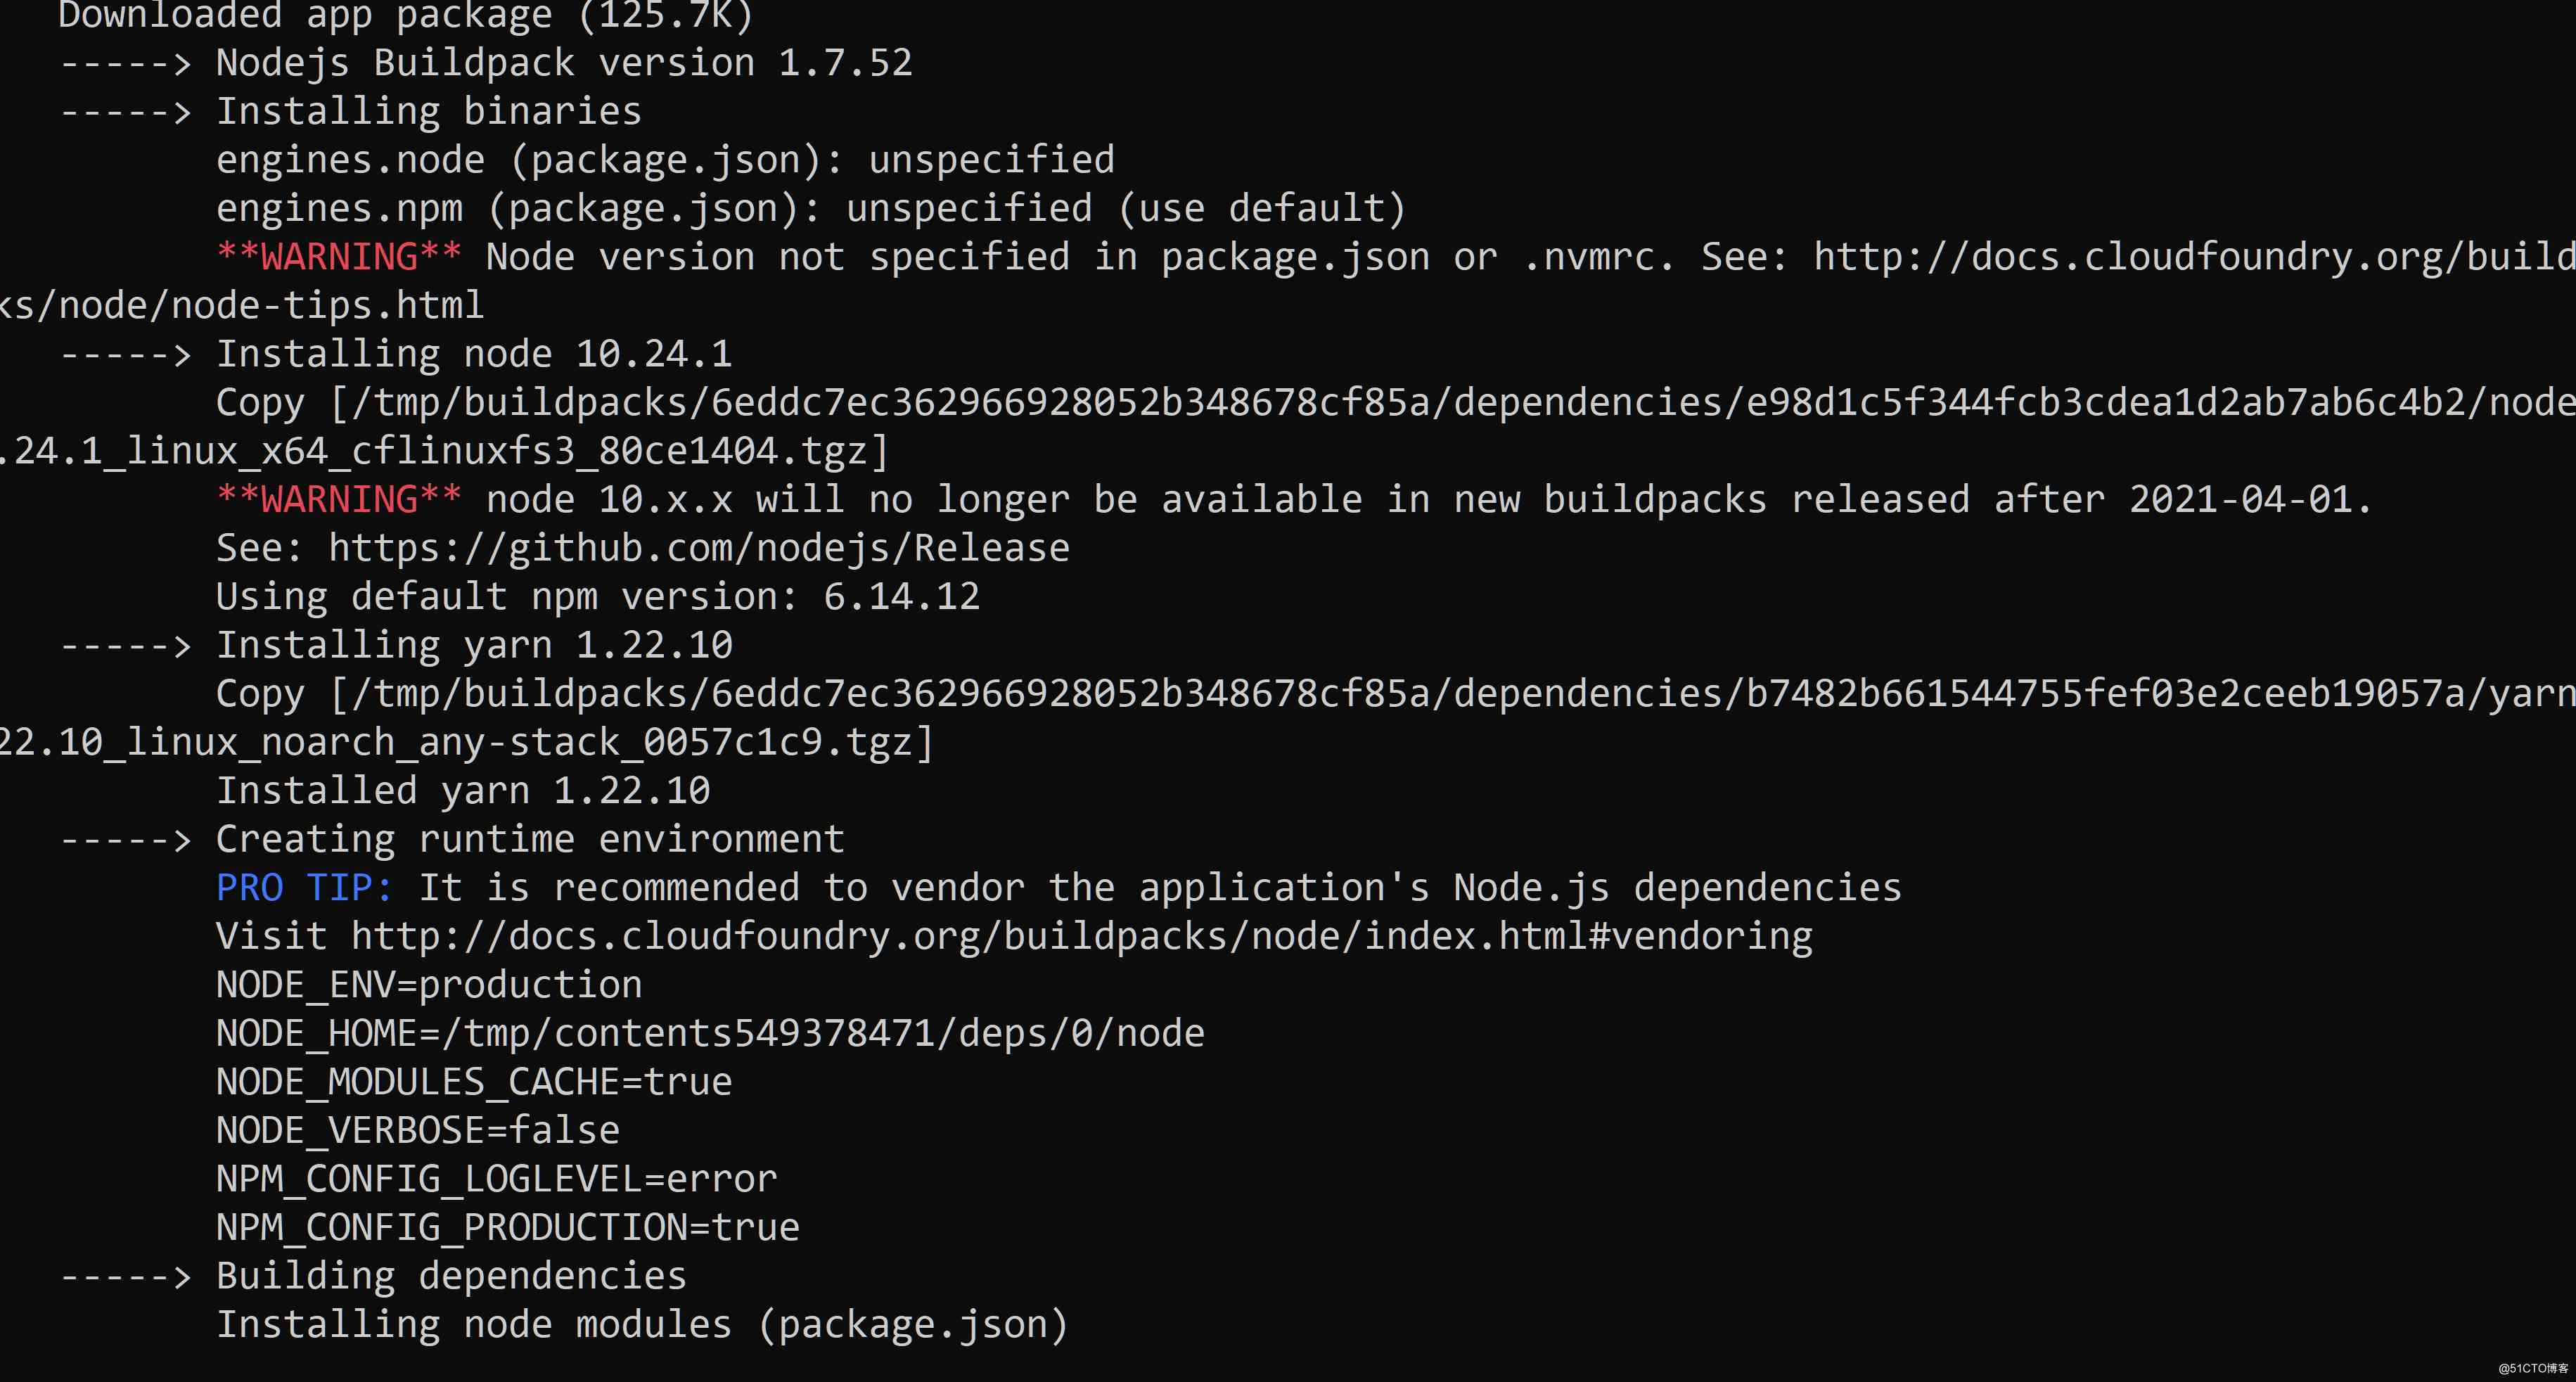 Downloaded app package (125.7K)
-----> Nodejs Buildpack version 1.7.52
-----> Installing binaries
engines.node (package.json): unspecified
engines.npm (package.json): unspecified (use default)
**WARNING** Node version not specified in package.json or .nvmrc. See: http://docs.cloudfoundry.org/build
ks/node/node-tips.html
-----> Installing node 10.24.1
Copy [/tmp/buildpacks/6eddc7ec362966928052b348678cf85a/dependencies/e98d1c5f344fcb3cdea1d2ab7ab6c4b2/node
.24.1_linux_x64_cflinuxfs3_80ce1404.tgz]
**WARNING** node 10.x.x will no longer be available in new buildpacks released after 2021-04-01.
See: https://github.com/nodejs/Release
Using default npm version: 6.14.12
-----> Installing yarn 1.22.10
Copy [/tmp/buildpacks/6eddc7ec362966928052b348678cf85a/dependencies/b7482b661544755fef03e2ceeb19057a/yarn
22.10_linux_noarch_any-stack_0057c1c9.tgz]
Installed yarn 1.22.10
-----> Creating runtime environment
PRO TIP: It is recommended to vendor the application's Node.js dependencies
Visit http://docs.cloudfoundry.org/buildpacks/node/index.html#vendoring
NODE_ENV=production
NODE_HOME=/tmp/contents549378471/deps/0/node
NODE_MODULES_CACHE=true
NODE_VERBOSE=false
NPM_CONFIG_LOGLEVEL=error
NPM_CONFIG_PRODUCTION=true
-----> Building dependencies
Installing node modules (package.json)
@51CTO博客